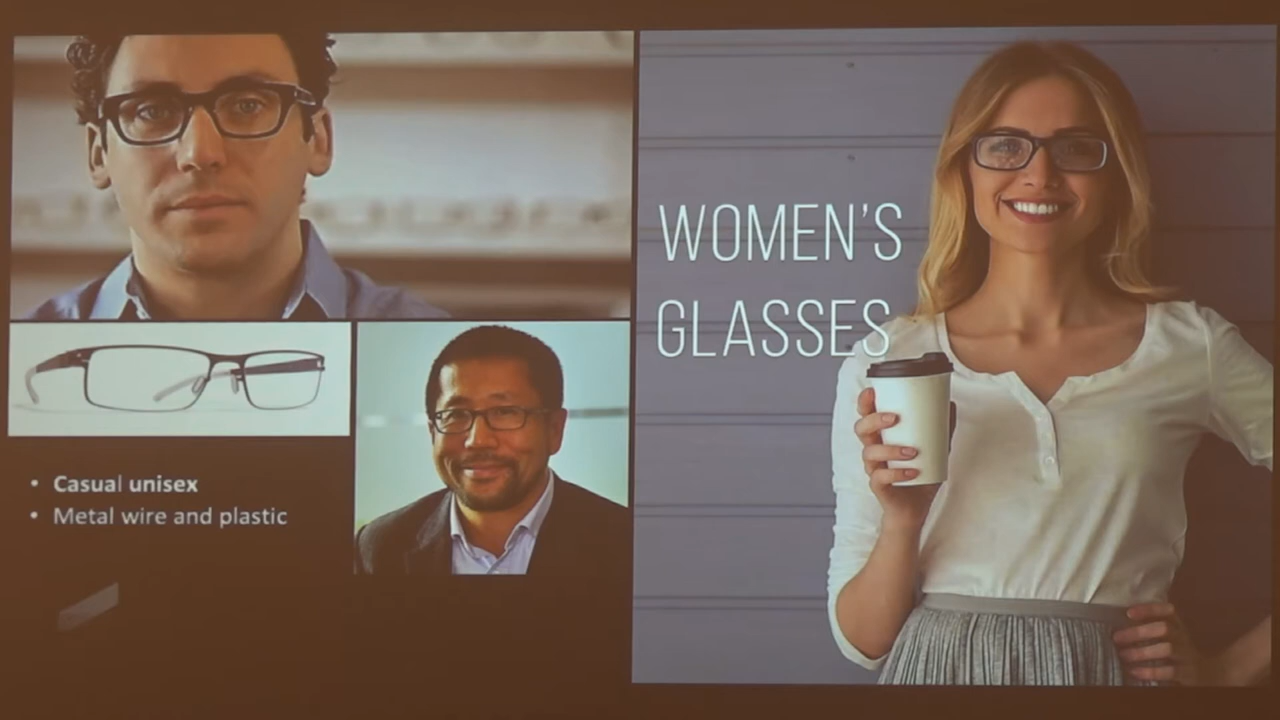 WOMEN'S
GLASSES
• Casual unisex
• Metal wire and plastic